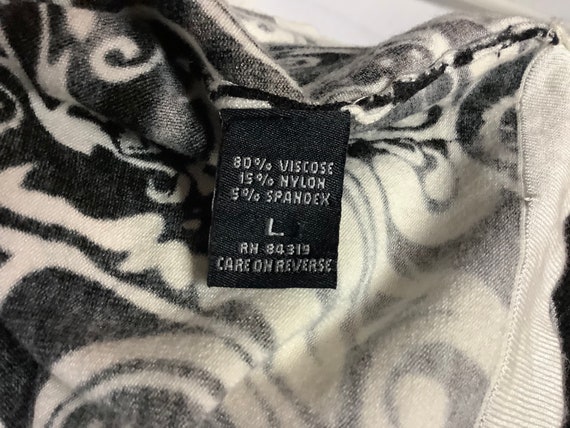 80% VISCOSE
15% NYLON
5% SPANDEX
L
RN 84319
CARE ON REVERSE